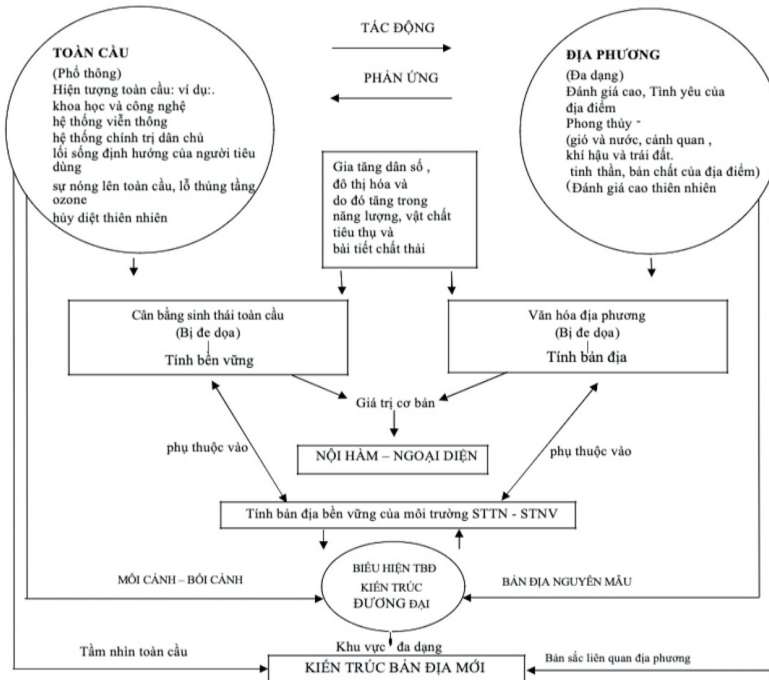 TÁC ĐỘNG
PHẢN ỨNG
TOÀN CẦU
(Phổ thông)
Hiện tượng toàn cầu: ví dụ:.
khoa học và công nghệ
hệ thống viễn thông
hệ thống chính trị dân chủ
lối sống định hướng của người tiêu
dùng
sự nóng lên toàn cầu, lỗ thủng tầng
ozone
hủy diệt thiên nhiên
Gia tăng dân số ,
đô thị hóa và
do đó tăng trong
năng lượng, vật chất
tiêu thụ và
bài tiết chất thải
ĐỊA PHƯƠNG
(Đa dạng)
Đánh giá cao, Tình yêu của
địa điểm
Phong thủy -
(gió và nước, cảnh quan ,
khí hậu và trái đất.
tinh thần, bản chất của địa điểm)
(Đánh giá cao thiên nhiên
Cân bằng sinh thái toàn cầu
(Bị đe dọa)
Tính bền vững
Văn hóa địa phương
(Bị đe dọa)
Tính bản địa
Giá trị cơ bản
phụ thuộc vào
NỘI HÀM – NGOẠI DIỆN
phụ thuộc vào
Tính bản địa bền vững của môi trường STTN - STNV
MÔI CẢNH – BỐI CẢNH
BIỂU HIỆN TBĐ
KIẾN TRÚC
ĐƯƠNG ĐẠI
BẢN ĐỊA NGUYÊN MẪU
Tầm nhìn toàn cầu
Khu vực đa dạng
KIẾN TRÚC BẢN ĐỊA MỚI
Bản sắc liên quan địa phương